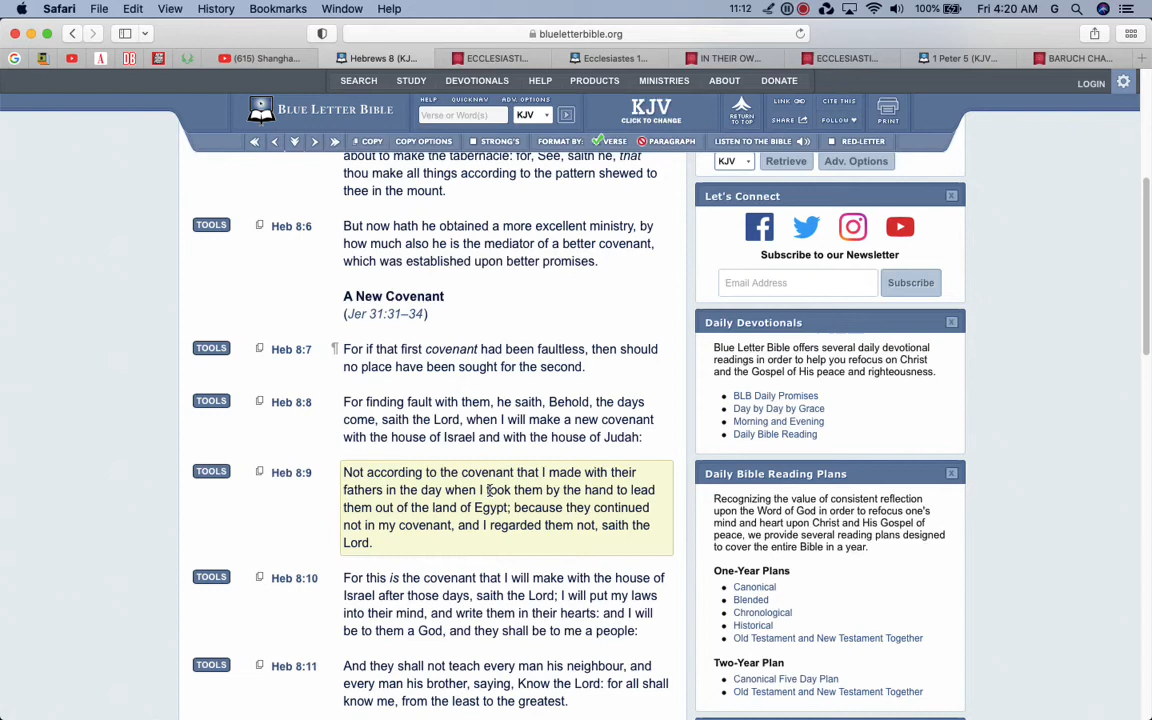 Safari File Edit View History Bookmarks Window Help 11:12 100% Fri 4:20 AM G
blueletterbible.org
(615) Shangha... Hebrews 8 (KJ... ECCLESIASTI... Ecclesiastes 1... IN THEIR OW... ECCLESIASTI... 1 Peter 5 (KJV... BARUCH CHA...
SEARCH STUDY DEVOTIONALS HELP PRODUCTS MINISTRIES ABOUT DONATE LOGIN
BLUE LETTER BIBLE
HELP QUICKNAV ADV. OPTIONS
Verse or Word(s) KJV
KJV
CLICK TO CHANGE
RETURN TO TOP
LINK CITE THIS
SHARE FOLLOW
PRINT
COPY COPY OPTIONS STRONG'S FORMAT BY: VERSE PARAGRAPH LISTEN TO THE BIBLE RED-LETTER
about to make the tabernacle: for, See, saith he, that
thou make all things according to the pattern shewed to
thee in the mount.
TOOLS Heb 8:6 But now hath he obtained a more excellent ministry, by
how much also he is the mediator of a better covenant,
which was established upon better promises.
A New Covenant
(Jer 31:31–34)
TOOLS Heb 8:7 ¶ For if that first covenant had been faultless, then should
no place have been sought for the second.
TOOLS Heb 8:8 For finding fault with them, he saith, Behold, the days
come, saith the Lord, when I will make a new covenant
with the house of Israel and with the house of Judah:
TOOLS Heb 8:9 Not according to the covenant that I made with their
fathers in the day when I took them by the hand to lead
them out of the land of Egypt; because they continued
not in my covenant, and I regarded them not, saith the
Lord.
TOOLS Heb 8:10 For this is the covenant that I will make with the house of
Israel after those days, saith the Lord; I will put my laws
into their mind, and write them in their hearts: and I will
be to them a God, and they shall be to me a people:
TOOLS Heb 8:11 And they shall not teach every man his neighbour, and
every man his brother, saying, Know the Lord: for all shall
know me, from the least to the greatest.
KJV Retrieve Adv. Options
Let's Connect
Subscribe to our Newsletter
Email Address Subscribe
Daily Devotionals
Blue Letter Bible offers several daily devotional
readings in order to help you refocus on Christ
and the Gospel of His peace and righteousness.
BLB Daily Promises
Day by Day by Grace
Morning and Evening
Daily Bible Reading
Daily Bible Reading Plans
Recognizing the value of consistent reflection
upon the Word of God in order to refocus one's
mind and heart upon Christ and His Gospel of
peace, we provide several reading plans designed
to cover the entire Bible in a year.
One-Year Plans
Canonical
Blended
Chronological
Historical
Old Testament and New Testament Together
Two-Year Plan
Canonical Five Day Plan
Old Testament and New Testament Together